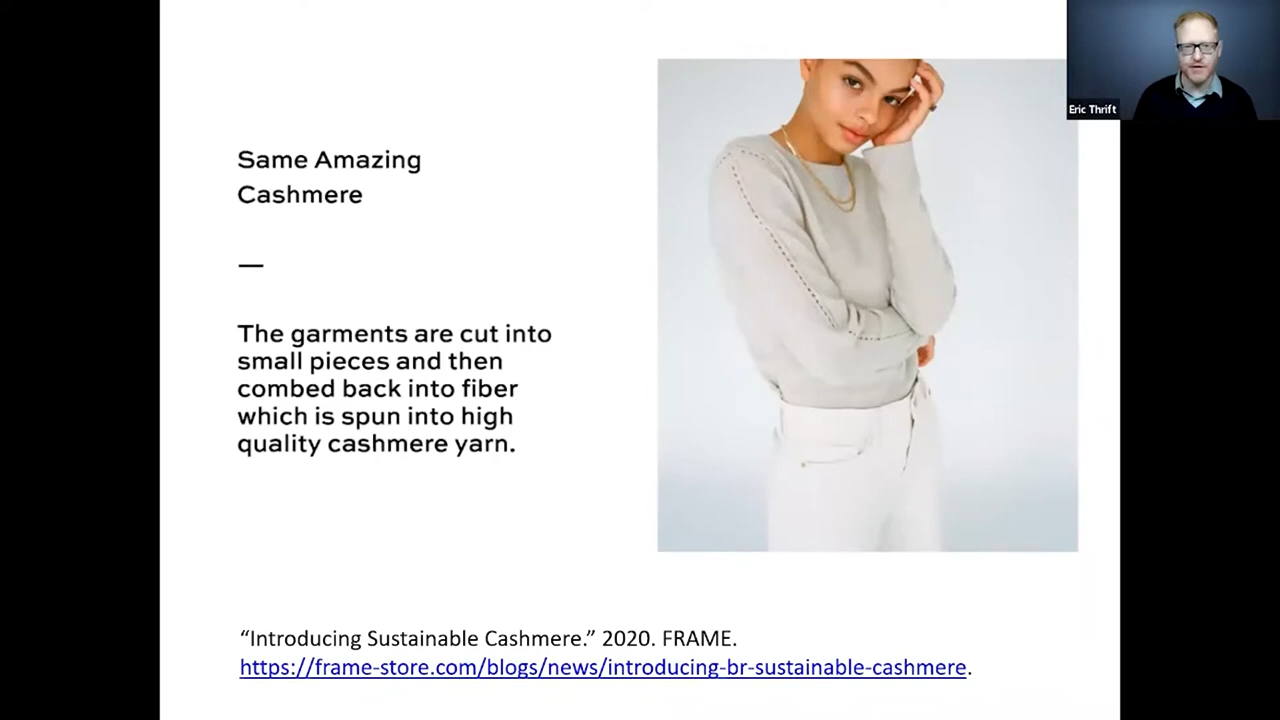 Same Amazing
Cashmere
—
The garments are cut into
small pieces and then
combed back into fiber
which is spun into high
quality cashmere yarn.
“Introducing Sustainable Cashmere.” 2020. FRAME.
https://frame-store.com/blogs/news/introducing-br-sustainable-cashmere.
Eric Thrift